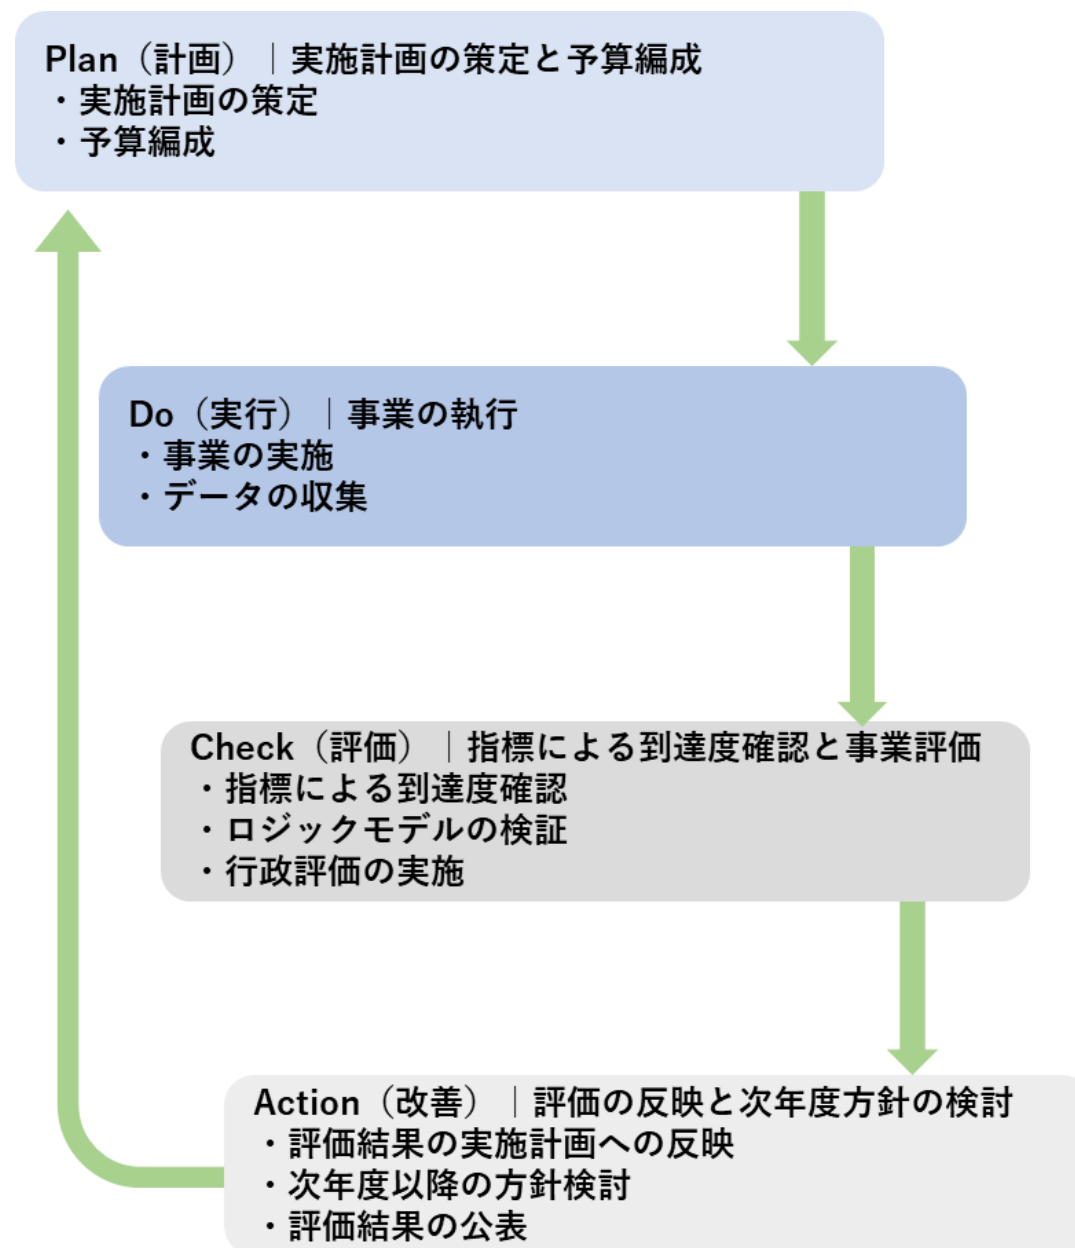 Plan（計画）｜実施計画の策定と予算編成
・実施計画の策定
・予算編成
Do（実行）｜事業の執行
・事業の実施
・データの収集
Check（評価）｜指標による到達度確認と事業評価
・指標による到達度確認
・ロジックモデルの検証
・行政評価の実施
Action（改善）｜評価の反映と次年度方針の検討
・評価結果の実施計画への反映
・次年度以降の方針検討
・評価結果の公表